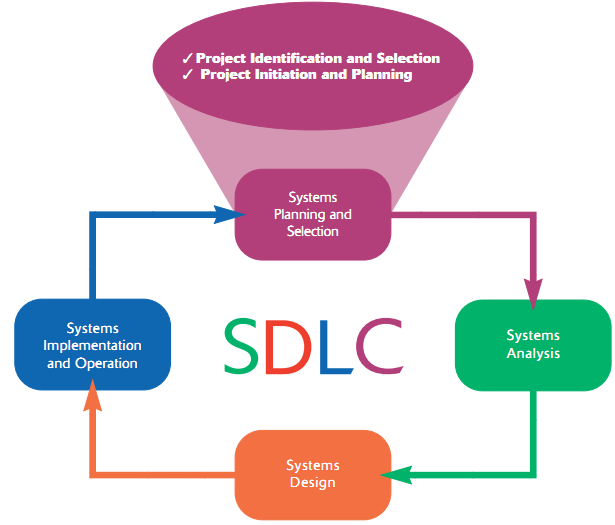 ✓Project Identification and Selection
✓ Project Initiation and Planning
Systems
Planning and
Selection
Systems
Implementation
and Operation
SDLC
Systems
Analysis
Systems
Design